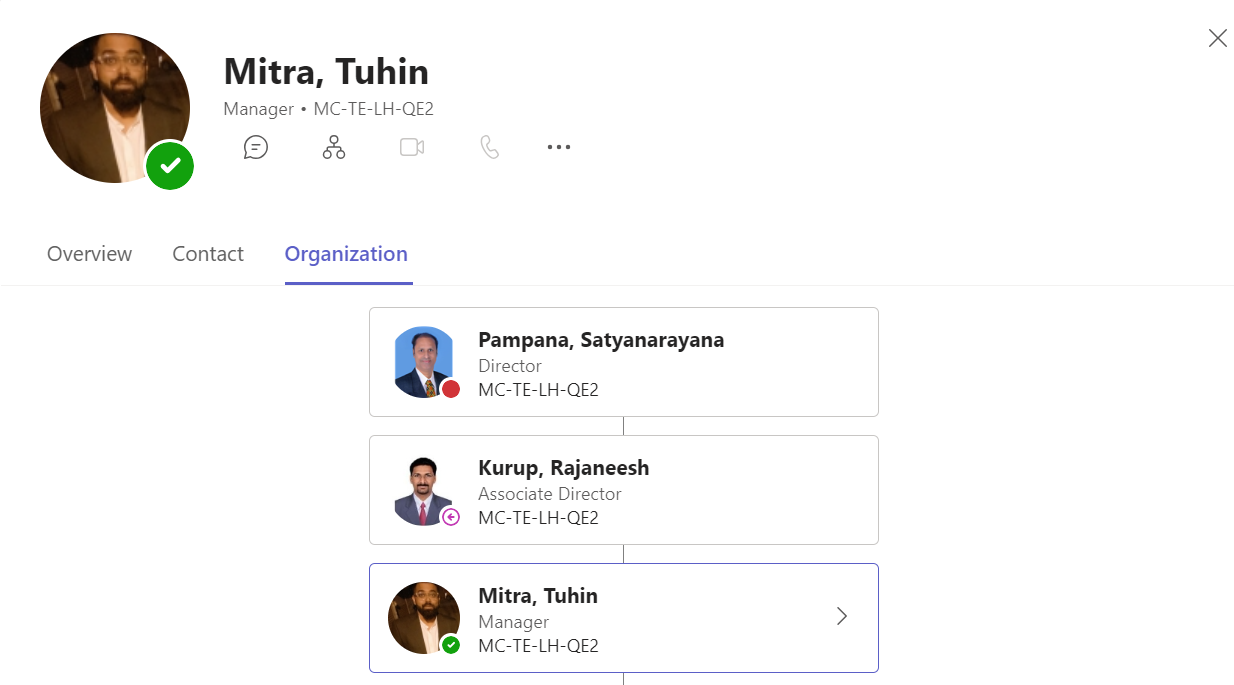 Mitra, Tuhin
Manager • MC-TE-LH-QE2
Overview Contact Organization
Pampana, Satyanarayana
Director
MC-TE-LH-QE2
Kurup, Rajaneesh
Associate Director
MC-TE-LH-QE2
Mitra, Tuhin
Manager
MC-TE-LH-QE2